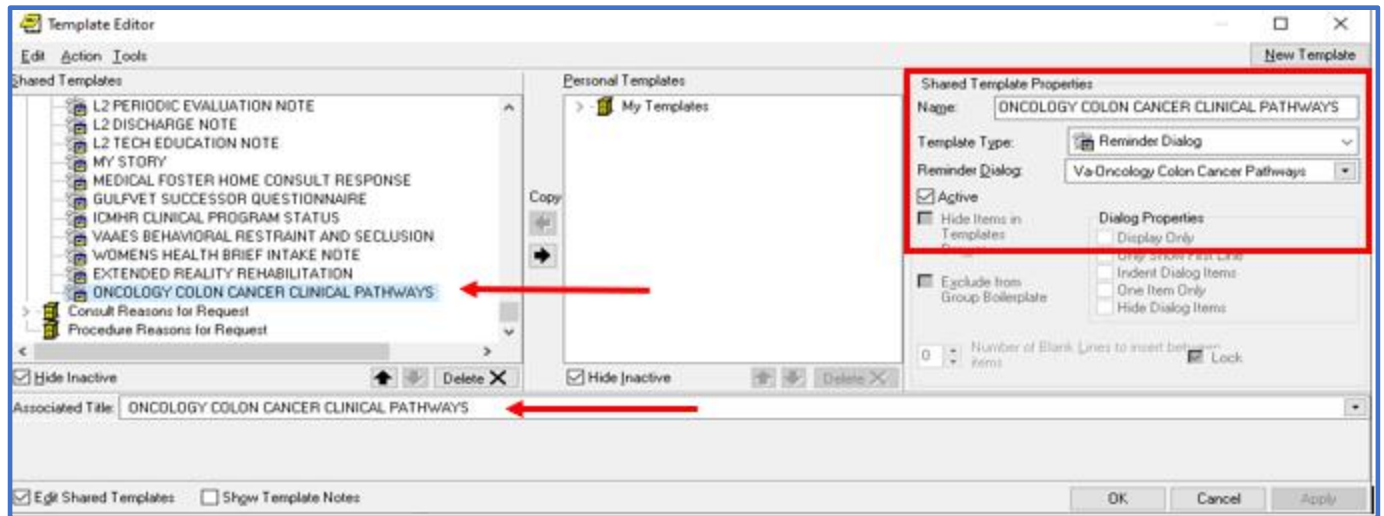 Template Editor
Edit Action Tools
New Template
Shared Templates
L2 PERIODIC EVALUATION NOTE
L2 DISCHARGE NOTE
L2 TECH EDUCATION NOTE
MY STORY
MEDICAL FOSTER HOME CONSULT RESPONSE
GULFVET SUCCESSOR QUESTIONNAIRE
ICMHR CLINICAL PROGRAM STATUS
VAAES BEHAVIORAL RESTRAINT AND SECLUSION
WOMENS HEALTH BRIEF INTAKE NOTE
EXTENDED REALITY REHABILITATION
ONCOLOGY COLON CANCER CLINICAL PATHWAYS
Consult Reasons for Request
Procedure Reasons for Request
Hide Inactive
Delete
Copy
Personal Templates
My Templates
Hide Inactive
Delete
Shared Template Properties
Name: ONCOLOGY COLON CANCER CLINICAL PATHWAYS
Template Type: Reminder Dialog
Reminder Dialog: Va-Oncology Colon Cancer Pathways
Active
Hide Items in
Templates
Exclude from
Group Boilerplate
Dialog Properties
Display Only
Only Show First Line
Indent Dialog Items
One Item Only
Hide Dialog Items
0 Number of Blank Lines to insert between
items
Lock
Associated Title: ONCOLOGY COLON CANCER CLINICAL PATHWAYS
Edit Shared Templates Show Template Notes
OK Cancel Apply